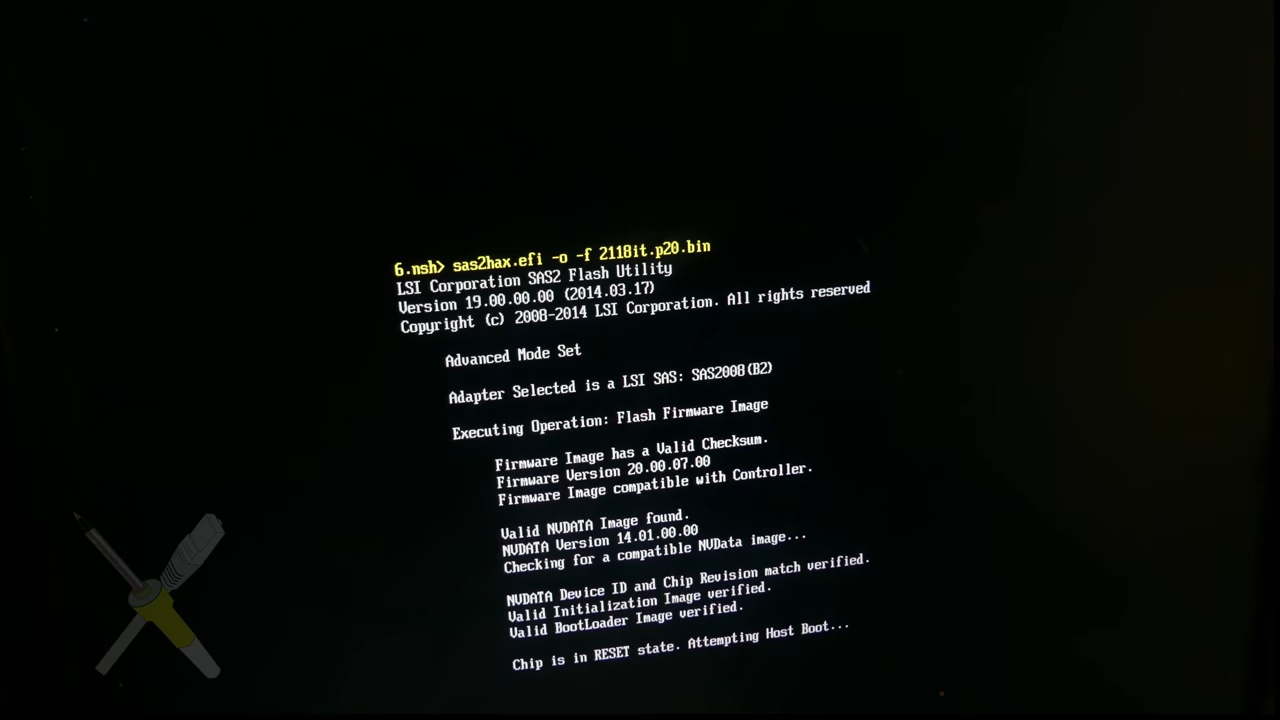 6.nsh> sas2hax.efi -o -f 2118it.p20.bin
LSI Corporation SAS2 Flash Utility
Version 19.00.00.00 (2014.03.17)
Copyright (c) 2008-2014 LSI Corporation. All rights reserved
Advanced Mode Set
Adapter Selected is a LSI SAS: SAS2008(B2)
Executing Operation: Flash Firmware Image
Firmware Image has a Valid Checksum.
Firmware Version 20.00.07.00
Firmware Image compatible with Controller.
Valid NVDATA Image found.
NVDATA Version 14.01.00.00
Checking for a compatible NVData image...
NVDATA Device ID and Chip Revision match verified.
Valid Initialization Image verified.
Valid BootLoader Image verified.
Chip is in RESET state. Attempting Host Boot...